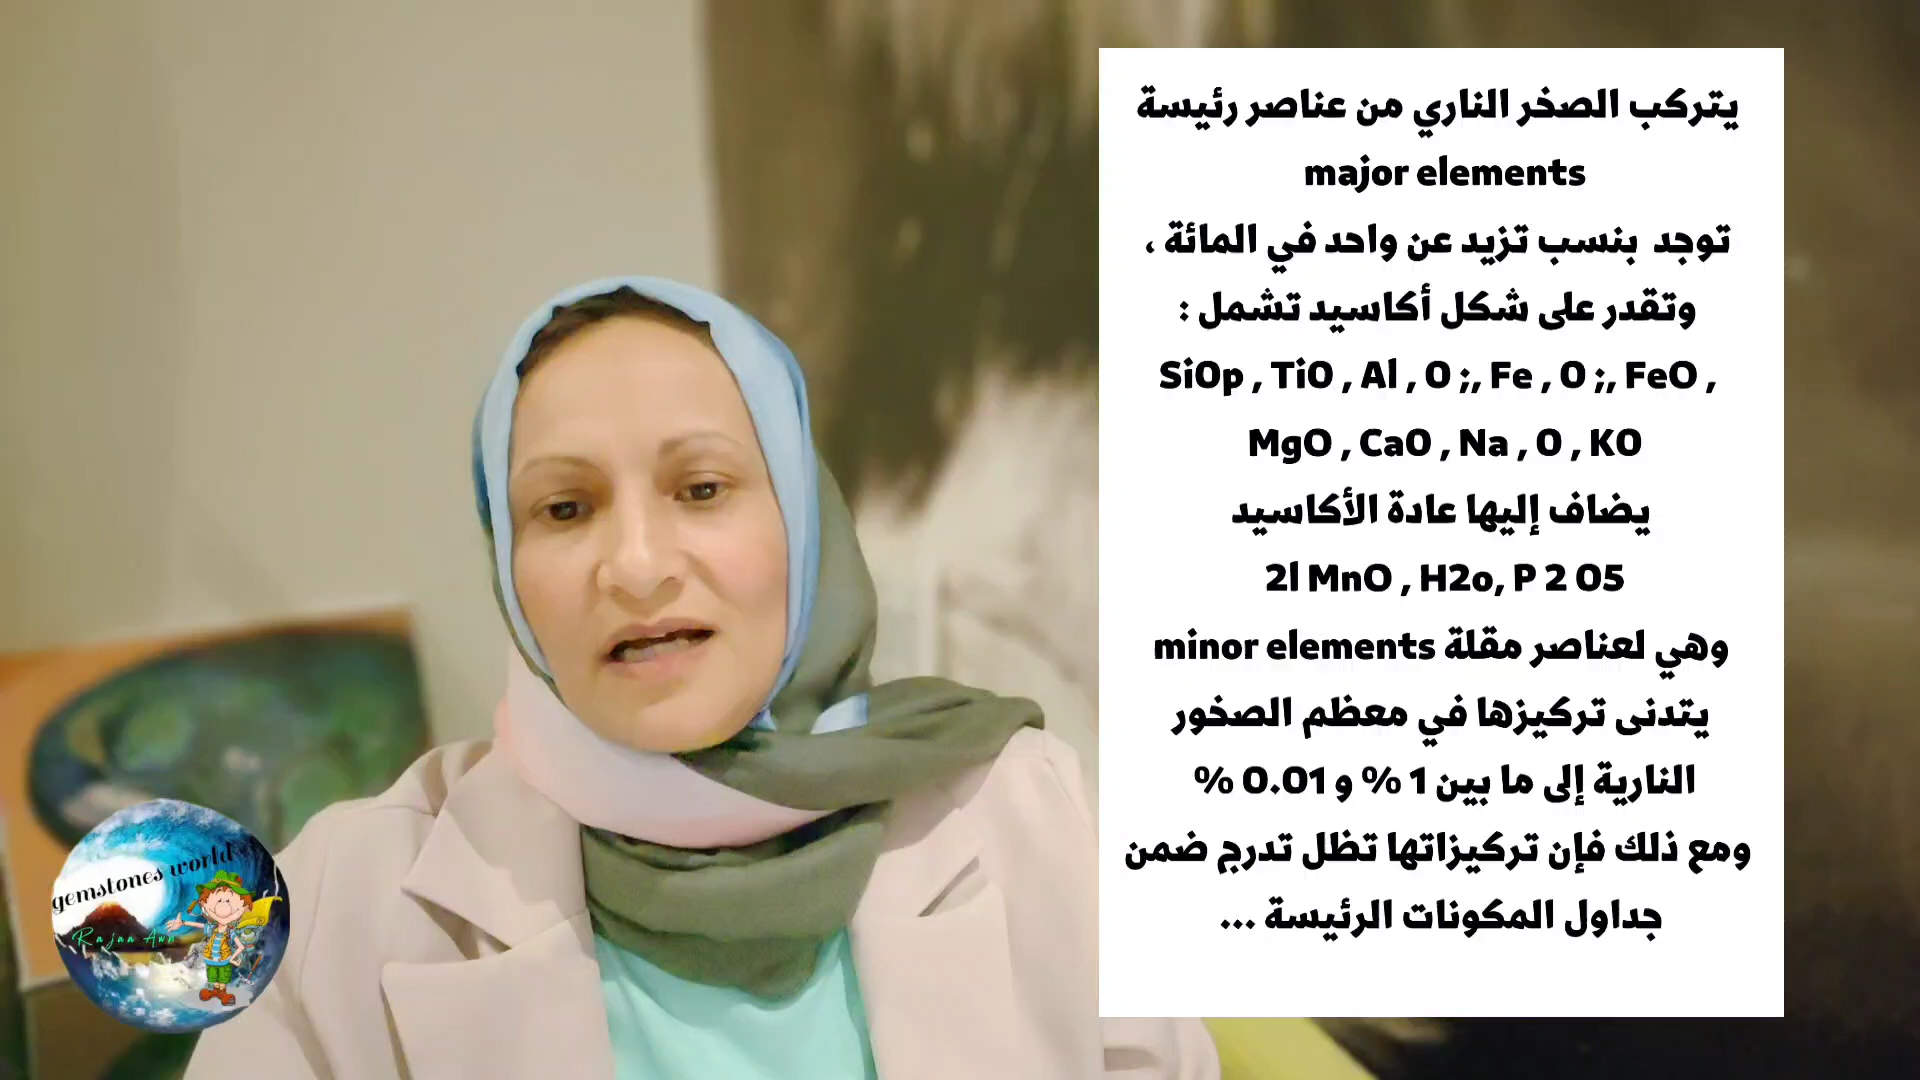 يتركب الصخر الناري من عناصر رئيسة
major elements
توجد بنسب تزيد عن واحد في المائة ،
وتقدر على شكل أكاسيد تشمل :
SiOp , TiO , Al , O ;, Fe , O ;, FeO ,
MgO , CaO , Na , O , KO
يضاف إليها عادة الأكاسيد
2l MnO , H2o, P 2 O5
وهي لعناصر مقلة minor elements
يتدنى تركيزها في معظم الصخور
النارية إلى ما بين 1 % و 0.01 %
ومع ذلك فإن تركيزاتها تظل تدرج ضمن
جداول المكونات الرئيسة ...
gemstones world
Rajaa Awn